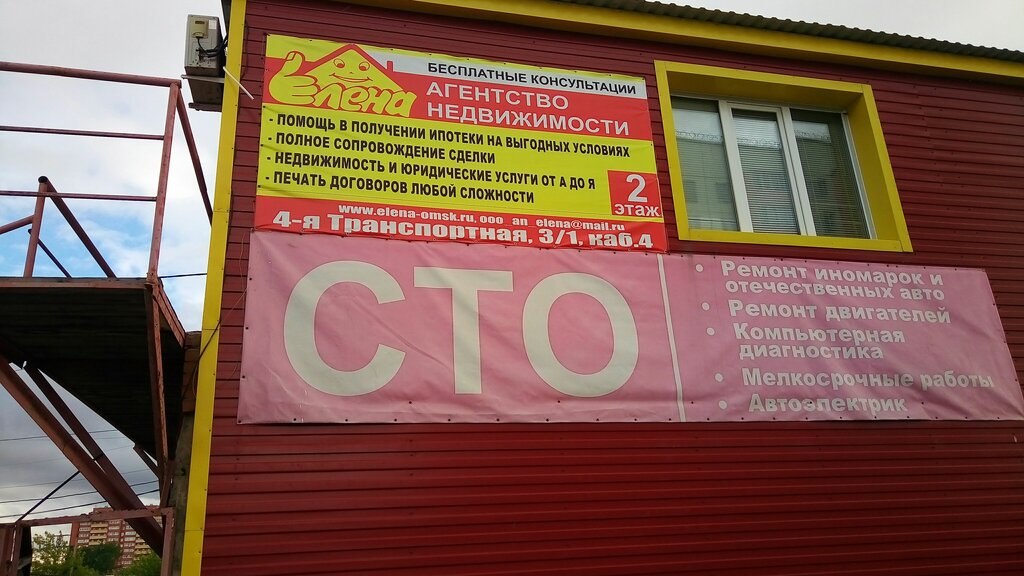 Елена
БЕСПЛАТНЫЕ КОНСУЛЬТАЦИИ
АГЕНТСТВО
НЕДВИЖИМОСТИ
- ПОМОЩЬ В ПОЛУЧЕНИИ ИПОТЕКИ НА ВЫГОДНЫХ УСЛОВИЯХ
- ПОЛНОЕ СОПРОВОЖДЕНИЕ СДЕЛКИ
- НЕДВИЖИМОСТЬ И ЮРИДИЧЕСКИЕ УСЛУГИ ОТ А ДО Я
- ПЕЧАТЬ ДОГОВОРОВ ЛЮБОЙ СЛОЖНОСТИ
2
этаж
www.elena-omsk.ru, ooo_an_elena@mail.ru
4-я Транспортная, 3/1, каб.4
СТО
• Ремонт иномарок и
отечественных авто
• Ремонт двигателей
• Компьютерная
диагностика
• Мелкосрочные работы
• Автоэлектрик